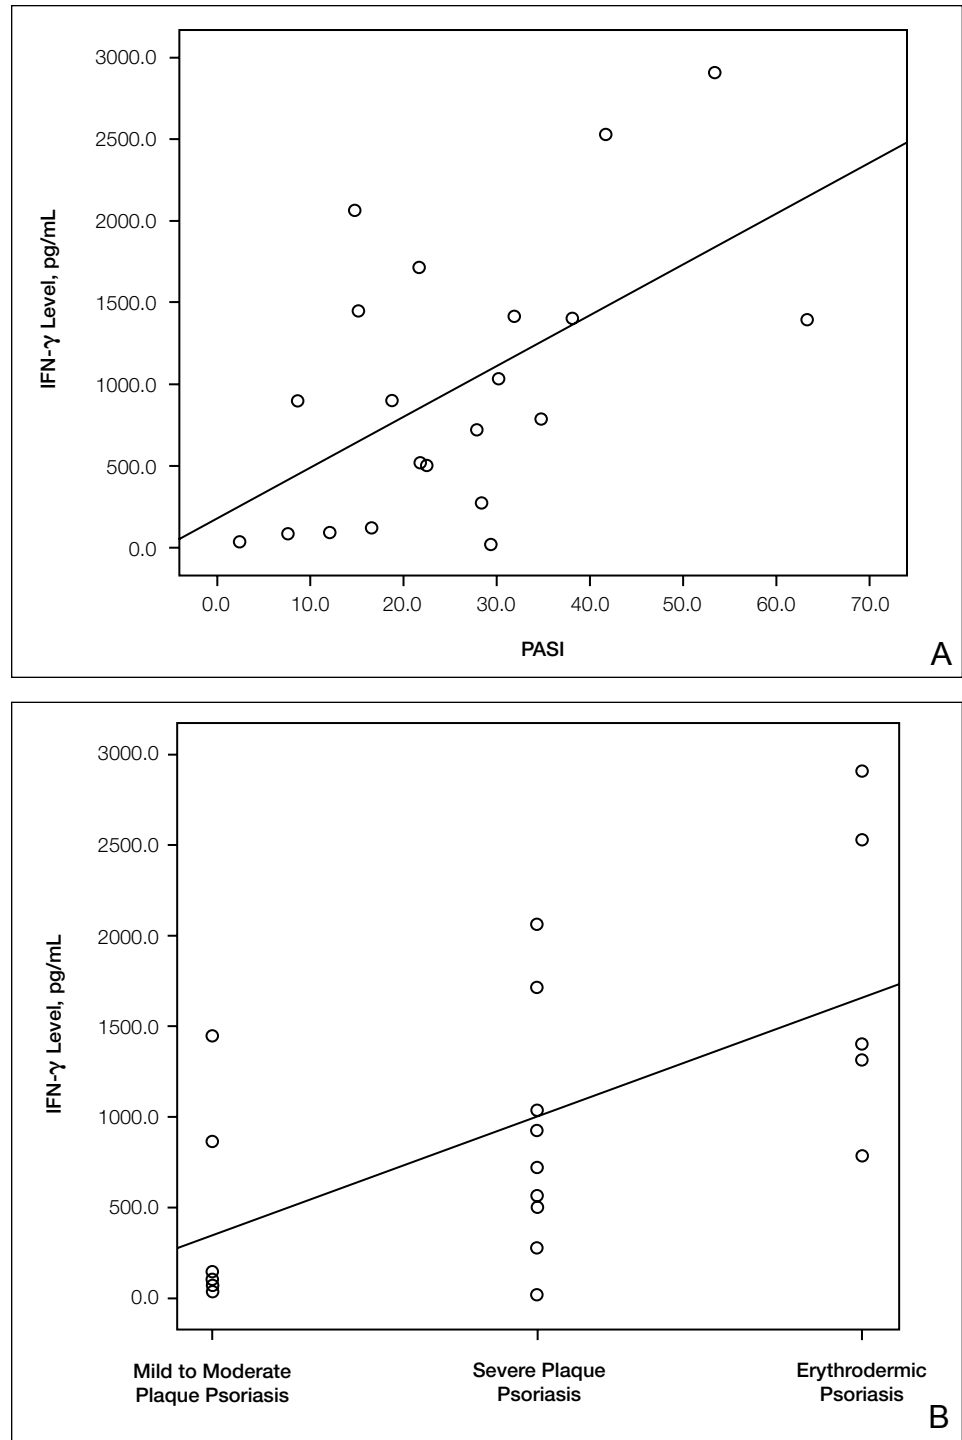 3000.0
2500.0
2000.0
1500.0
1000.0
500.0
0.0
IFN-γ Level, pg/mL
0.0 10.0 20.0 30.0 40.0 50.0 60.0 70.0
PASI
A
3000.0
2500.0
2000.0
1500.0
1000.0
500.0
0.0
IFN-γ Level, pg/mL
Mild to Moderate Severe Plaque Erythrodermic
Plaque Psoriasis Psoriasis Psoriasis
B